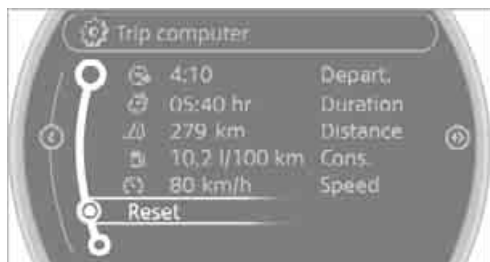 Trip computer
4:10 Depart.
05:40 hr Duration
279 km Distance
10,2 l/100 km Cons.
80 km/h Speed
Reset